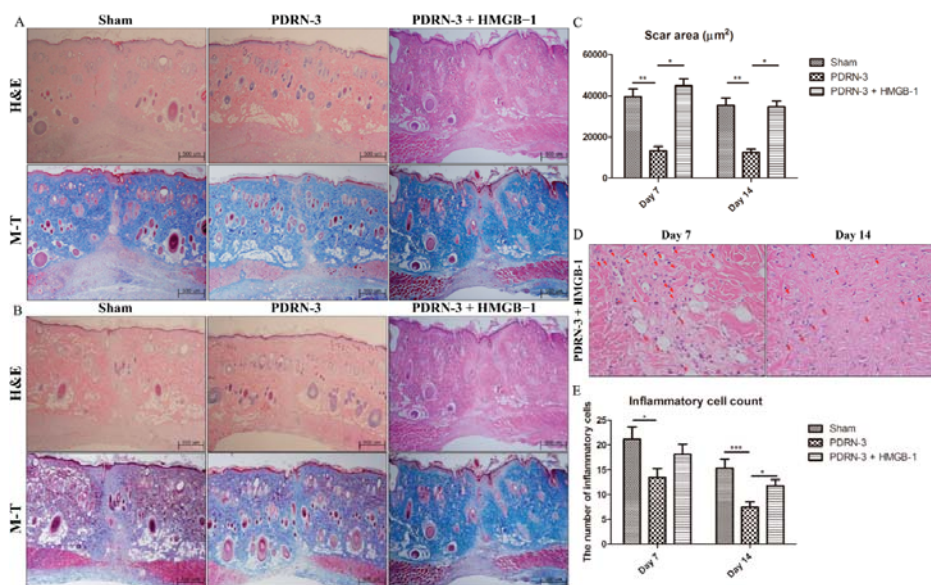 A
Sham
PDRN-3
PDRN-3 + HMGB-1
H&E
M-T
B
Sham
PDRN-3
PDRN-3 + HMGB-1
H&E
M-T
C
Scar area (μm²)
60000
40000
20000
0
**
*
**
*
Day 7
Day 14
Sham
PDRN-3
PDRN-3 + HMGB-1
D
Day 7
Day 14
PDRN-3 + HMGB-1
E
Inflammatory cell count
The number of inflammatory cells
25
20
15
10
5
0
*
***
*
Day 7
Day 14
Sham
PDRN-3
PDRN-3 + HMGB-1